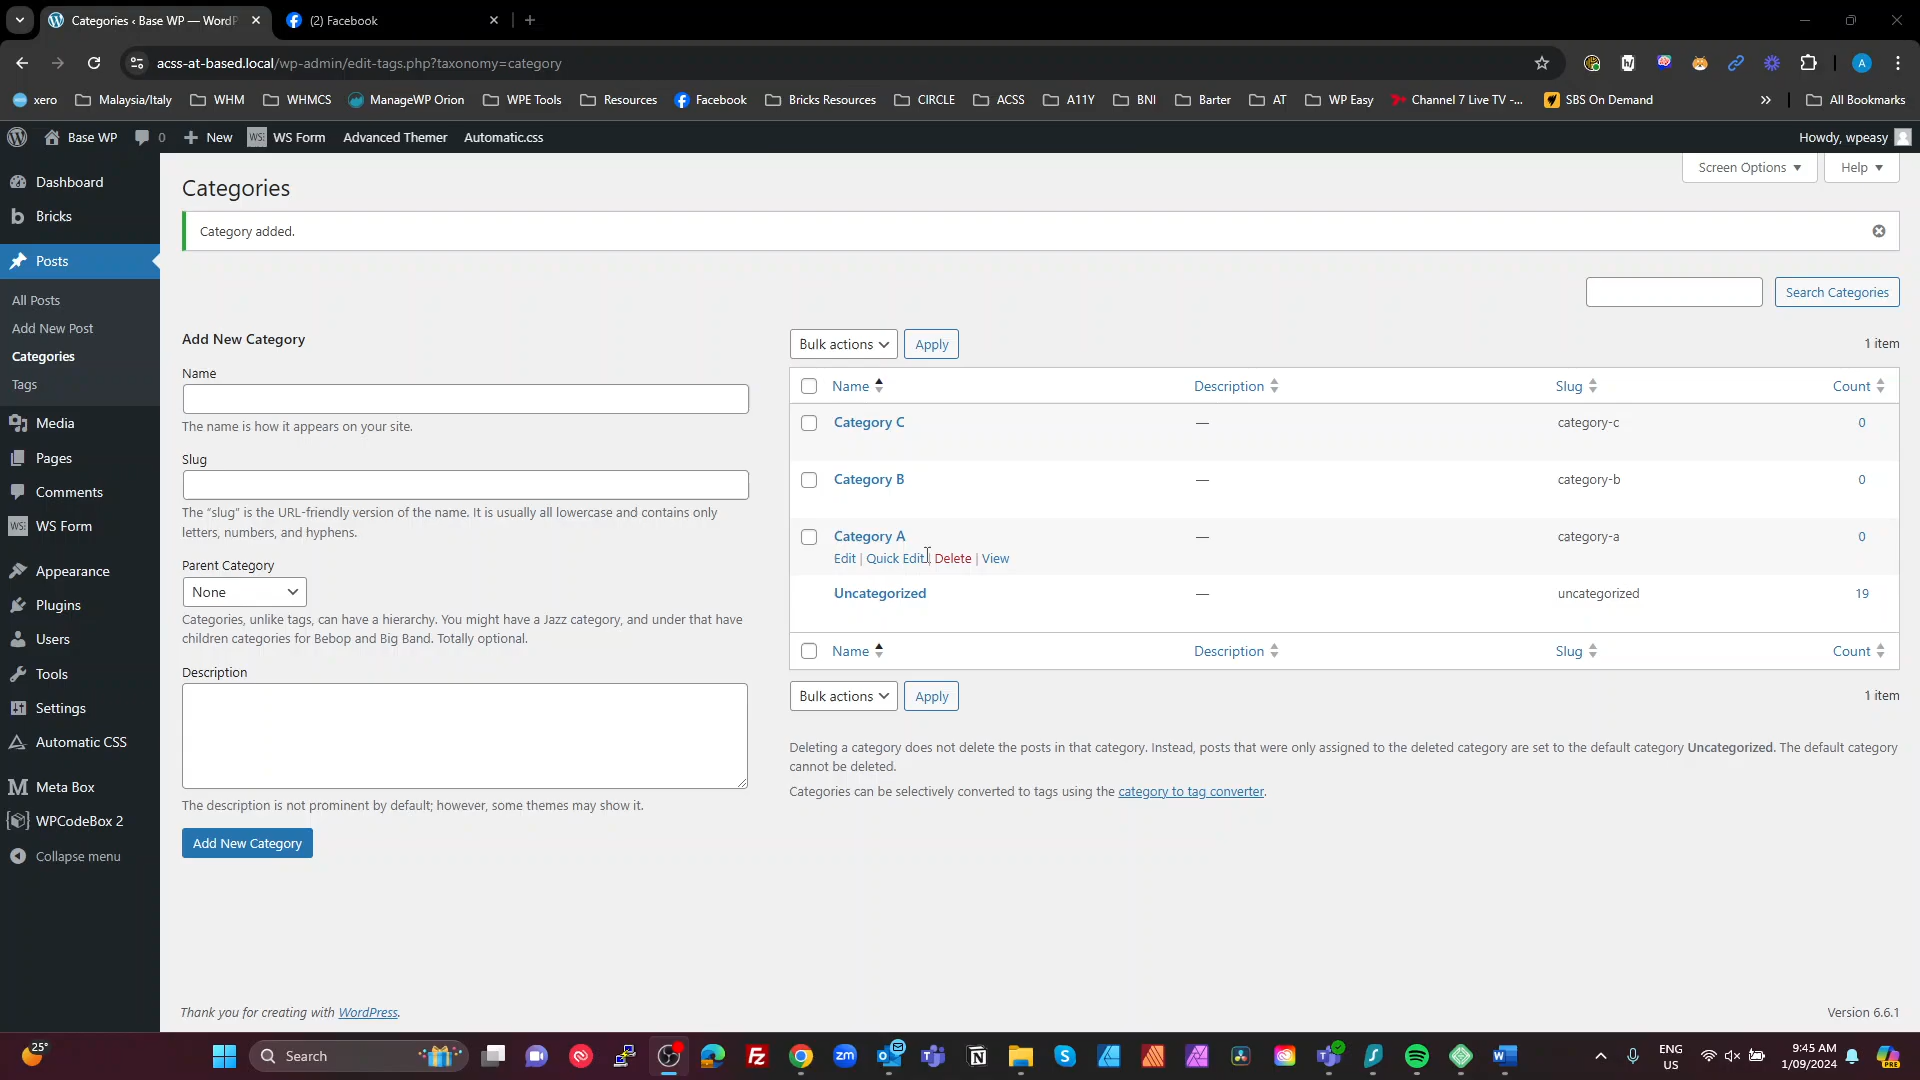 Categories ‹ Base WP — WordP
(2) Facebook
acss-at-based.local/wp-admin/edit-tags.php?taxonomy=category
A
xero
Malaysia/Italy
WHM
WHMCS
ManageWP Orion
WPE Tools
Resources
Facebook
Bricks Resources
CIRCLE
ACSS
A11Y
BNI
Barter
AT
WP Easy
Channel 7 Live TV -...
SBS On Demand
All Bookmarks
Base WP
0
New
WS Form
Advanced Themer
Automatic.css
Howdy, wpeasy
Dashboard
Bricks
Posts
All Posts
Add New Post
Categories
Tags
Media
Pages
Comments
WS Form
Appearance
Plugins
Users
Tools
Settings
Automatic CSS
Meta Box
WPCodeBox 2
Collapse menu
Screen Options
Help
Categories
Category added.
Search Categories
Add New Category
Name
The name is how it appears on your site.
Slug
The “slug” is the URL-friendly version of the name. It is usually all lowercase and contains only
letters, numbers, and hyphens.
Parent Category
None
Categories, unlike tags, can have a hierarchy. You might have a Jazz category, and under that have
children categories for Bebop and Big Band. Totally optional.
Description
The description is not prominent by default; however, some themes may show it.
Add New Category
Bulk actions
Apply
1 item
Name
Description
Slug
Count
Category C
—
category-c
0
Category B
—
category-b
0
Category A
—
category-a
0
Edit | Quick Edit | Delete | View
Uncategorized
—
uncategorized
19
Name
Description
Slug
Count
Bulk actions
Apply
1 item
Deleting a category does not delete the posts in that category. Instead, posts that were only assigned to the deleted category are set to the default category Uncategorized. The default category
cannot be deleted.
Categories can be selectively converted to tags using the category to tag converter.
Thank you for creating with WordPress.
Version 6.6.1
25°
Search
zm
ENG
US
9:45 AM
1/09/2024
PRE